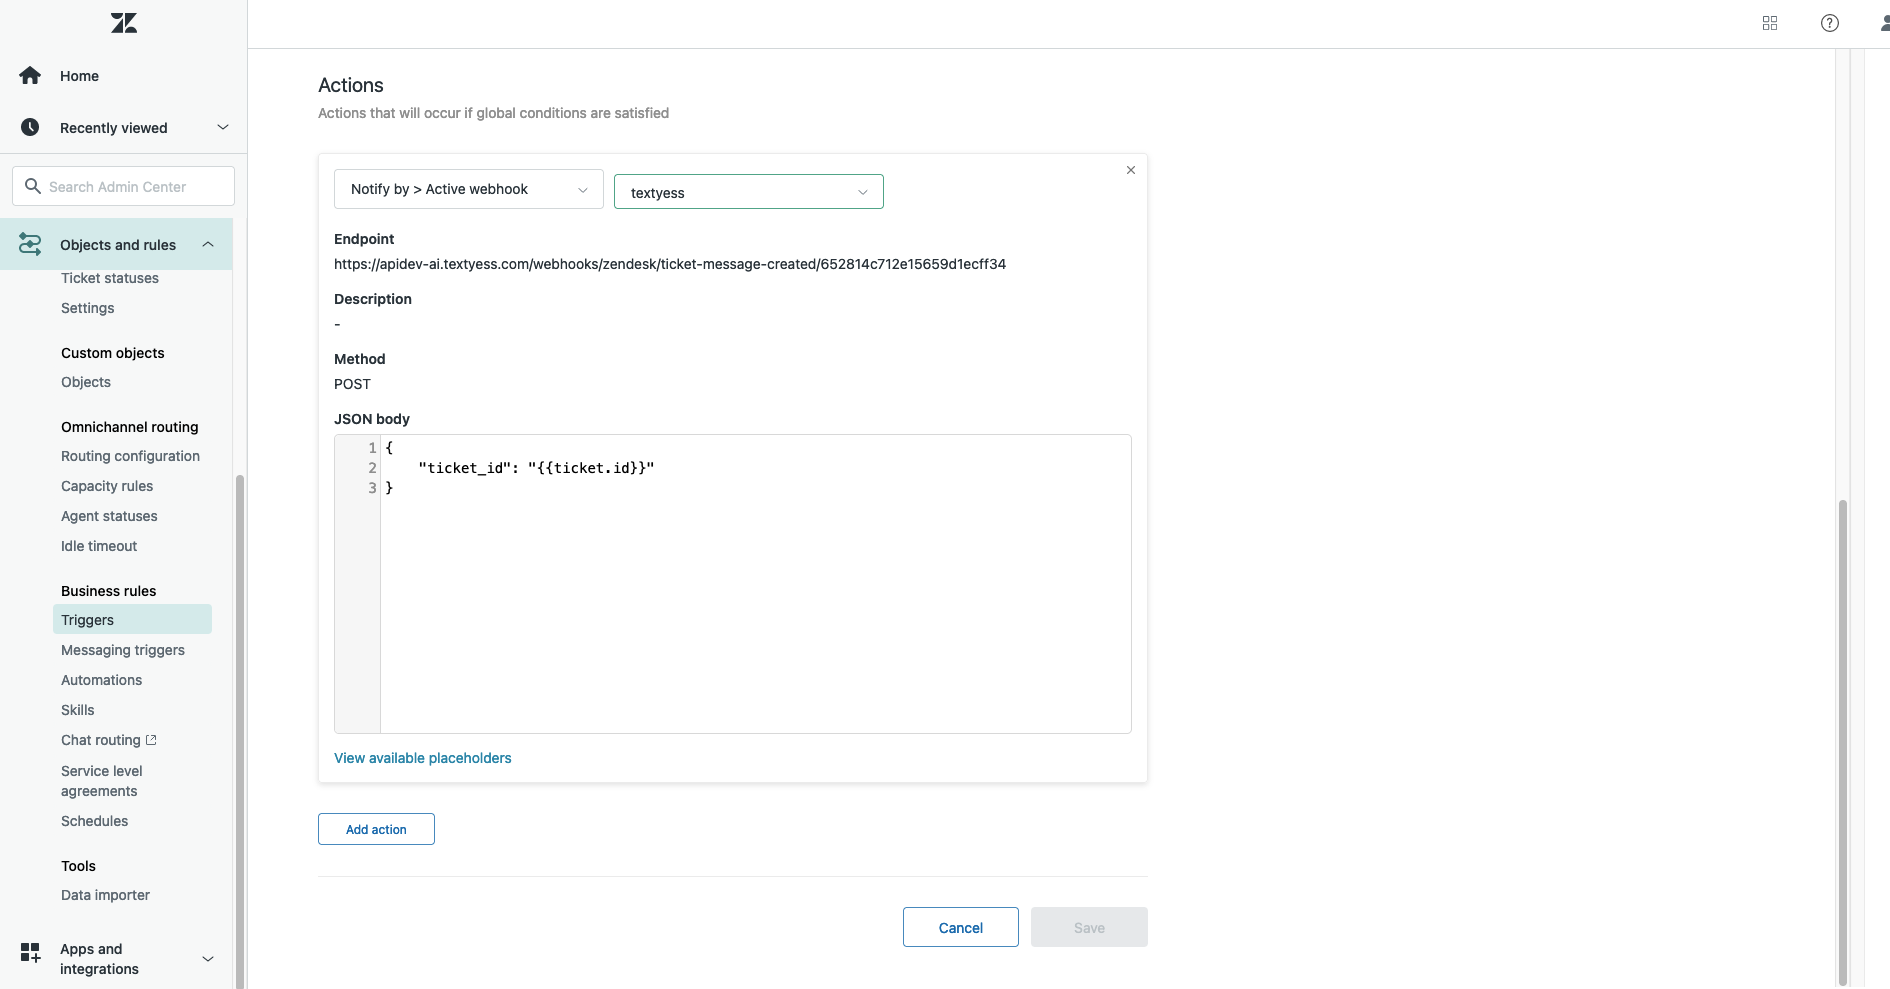 Home
Recently viewed
Search Admin Center
Objects and rules
Ticket statuses
Settings
Custom objects
Objects
Omnichannel routing
Routing configuration
Capacity rules
Agent statuses
Idle timeout
Business rules
Triggers
Messaging triggers
Automations
Skills
Chat routing
Service level
agreements
Schedules
Tools
Data importer
Apps and
integrations
Actions
Actions that will occur if global conditions are satisfied
Notify by > Active webhook
textyess
Endpoint
https://apidev-ai.textyess.com/webhooks/zendesk/ticket-message-created/652814c712e15659d1ecff34
Description
-
Method
POST
JSON body
1 {
2     "ticket_id": "{{ticket.id}}"
3 }
View available placeholders
Add action
Cancel
Save